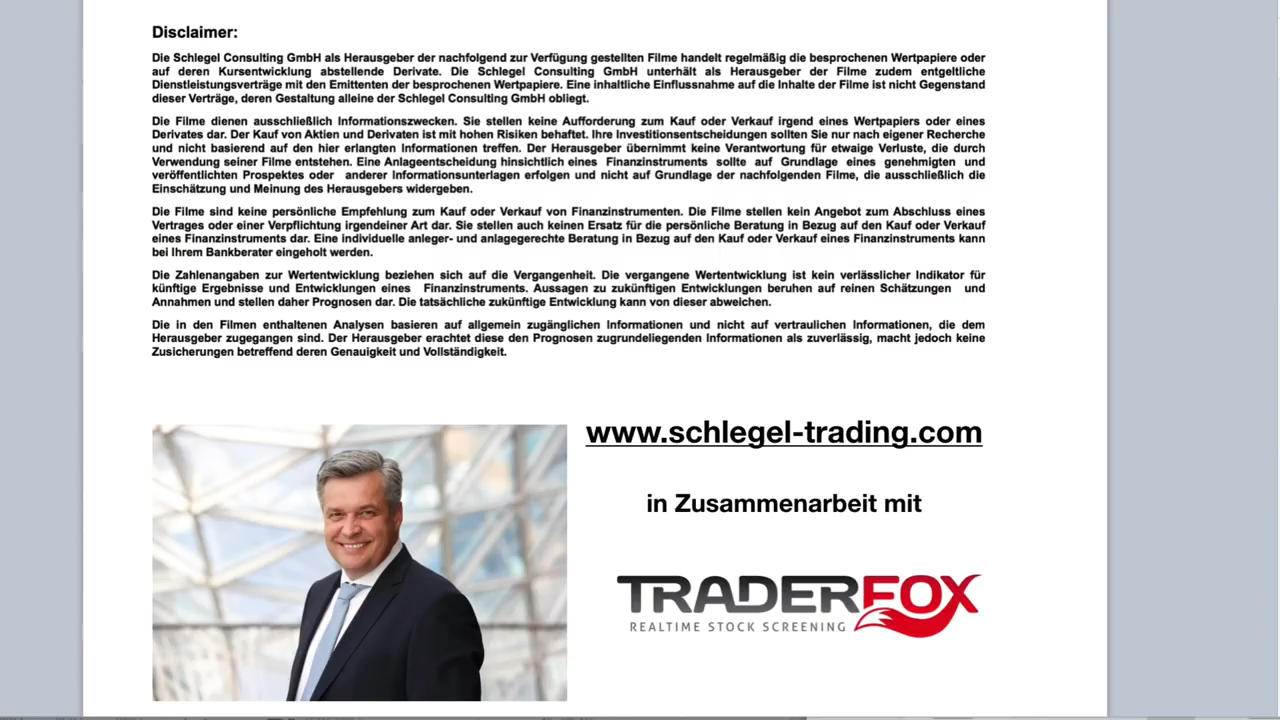 Disclaimer:
Die Schlegel Consulting GmbH als Herausgeber der nachfolgend zur Verfügung gestellten Filme handelt regelmäßig die besprochenen Wertpapiere oder
auf deren Kursentwicklung abstellende Derivate. Die Schlegel Consulting GmbH unterhält als Herausgeber der Filme zudem entgeltliche
Dienstleistungsverträge mit den Emittenten der besprochenen Wertpapiere. Eine inhaltliche Einflussnahme auf die Inhalte der Filme ist nicht Gegenstand
dieser Verträge, deren Gestaltung alleine der Schlegel Consulting GmbH obliegt.
Die Filme dienen ausschließlich Informationszwecken. Sie stellen keine Aufforderung zum Kauf oder Verkauf irgend eines Wertpapiers oder eines
Derivates dar. Der Kauf von Aktien und Derivaten ist mit hohen Risiken behaftet. Ihre Investitionsentscheidungen sollten Sie nur nach eigener Recherche
und nicht basierend auf den hier erlangten Informationen treffen. Der Herausgeber übernimmt keine Verantwortung für etwaige Verluste, die durch
Verwendung seiner Filme entstehen. Eine Anlageentscheidung hinsichtlich eines Finanzinstruments sollte auf Grundlage eines genehmigten und
veröffentlichten Prospektes oder anderer Informationsunterlagen erfolgen und nicht auf Grundlage der nachfolgenden Filme, die ausschließlich die
Einschätzung und Meinung des Herausgebers widergeben.
Die Filme sind keine persönliche Empfehlung zum Kauf oder Verkauf von Finanzinstrumenten. Die Filme stellen kein Angebot zum Abschluss eines
Vertrages oder einer Verpflichtung irgendeiner Art dar. Sie stellen auch keinen Ersatz für die persönliche Beratung in Bezug auf den Kauf oder Verkauf
eines Finanzinstruments dar. Eine individuelle anleger- und anlagegerechte Beratung in Bezug auf den Kauf oder Verkauf eines Finanzinstruments kann
bei Ihrem Bankberater eingeholt werden.
Die Zahlenangaben zur Wertentwicklung beziehen sich auf die Vergangenheit. Die vergangene Wertentwicklung ist kein verlässlicher Indikator für
künftige Ergebnisse und Entwicklungen eines Finanzinstruments. Aussagen zu zukünftigen Entwicklungen beruhen auf reinen Schätzungen und
Annahmen und stellen daher Prognosen dar. Die tatsächliche zukünftige Entwicklung kann von dieser abweichen.
Die in den Filmen enthaltenen Analysen basieren auf allgemein zugänglichen Informationen und nicht auf vertraulichen Informationen, die dem
Herausgeber zugegangen sind. Der Herausgeber erachtet diese den Prognosen zugrundeliegenden Informationen als zuverlässig, macht jedoch keine
Zusicherungen betreffend deren Genauigkeit und Vollständigkeit.
www.schlegel-trading.com
in Zusammenarbeit mit
TRADERFOX
REALTIME STOCK SCREENING